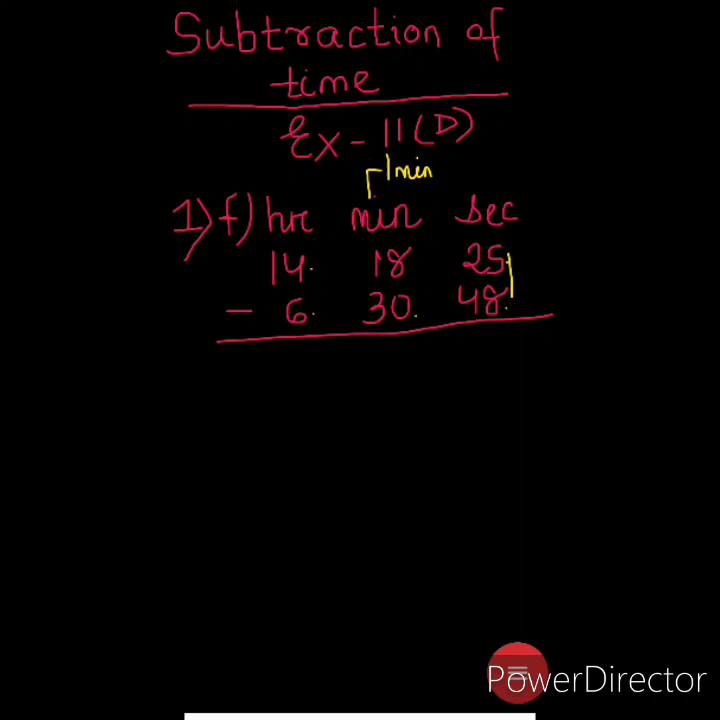 Subtraction of
time
Ex - 11(D)
1 min
1) f) hr min sec
14 18 25
- 6 30 48
PowerDirector